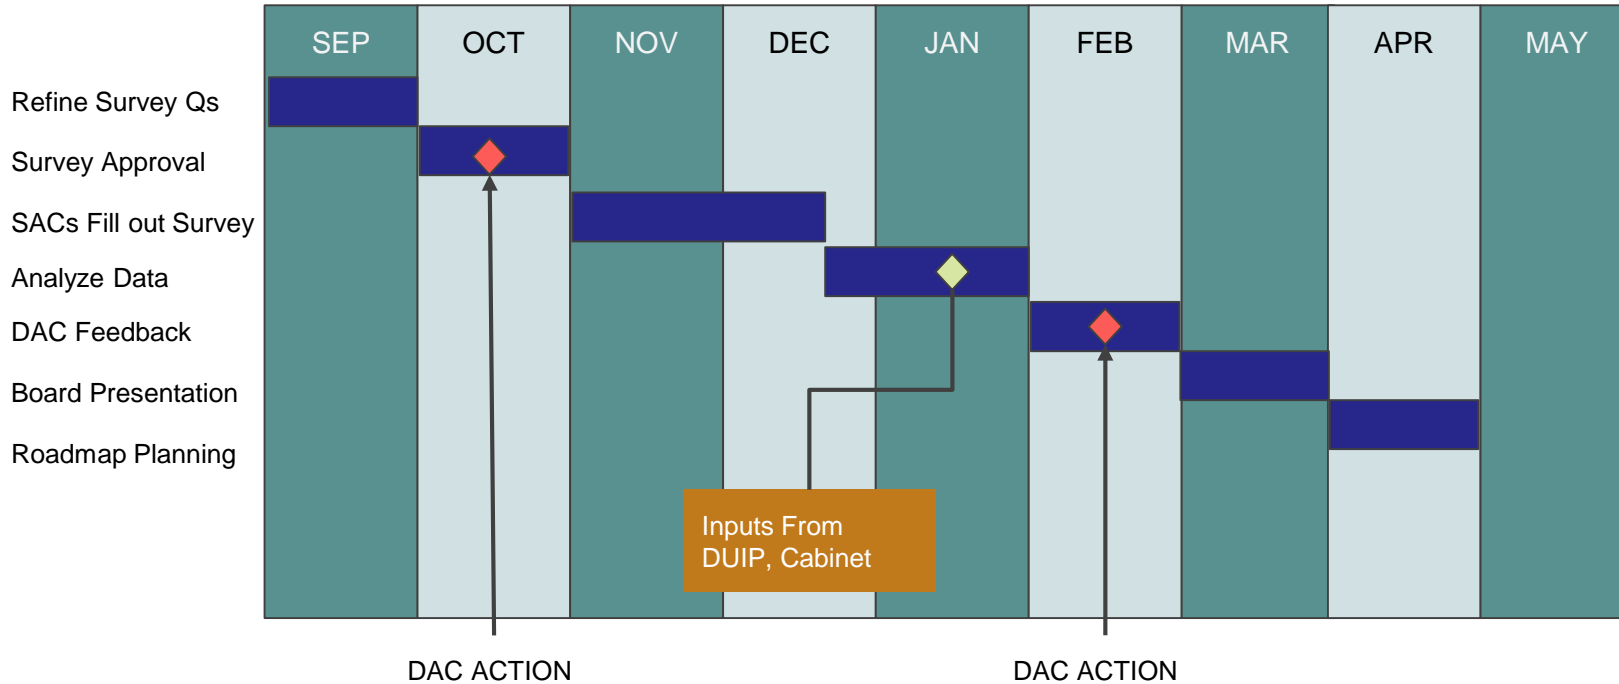 SEP OCT NOV DEC JAN FEB MAR APR MAY
Refine Survey Qs
Survey Approval
SACs Fill out Survey
Analyze Data
DAC Feedback
Board Presentation
Roadmap Planning
Inputs From
DUIP, Cabinet
DAC ACTION DAC ACTION